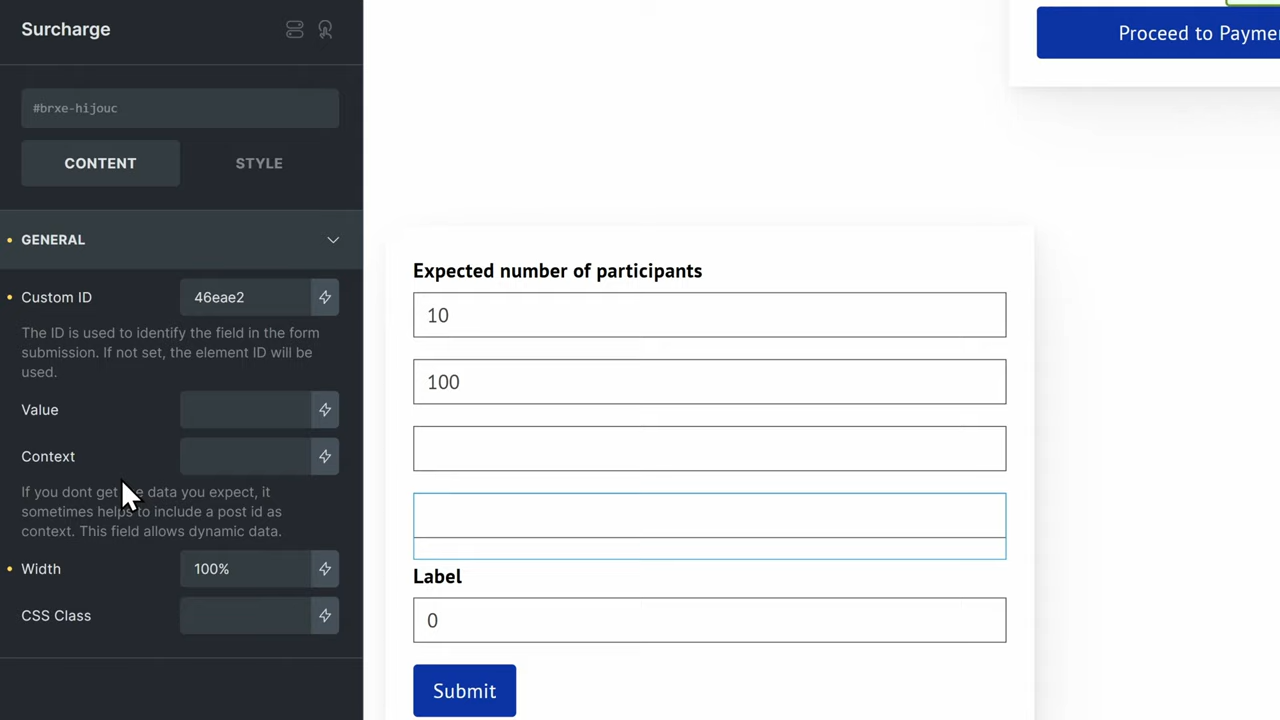 Surcharge
#brxe-hijouc
CONTENT
STYLE
GENERAL
Custom ID
46eae2
The ID is used to identify the field in the form
submission. If not set, the element ID will be
used.
Value
Context
If you dont get the data you expect, it
sometimes helps to include a post id as
context. This field allows dynamic data.
Width
100%
CSS Class
Proceed to Payme
Expected number of participants
10
100
Label
0
Submit